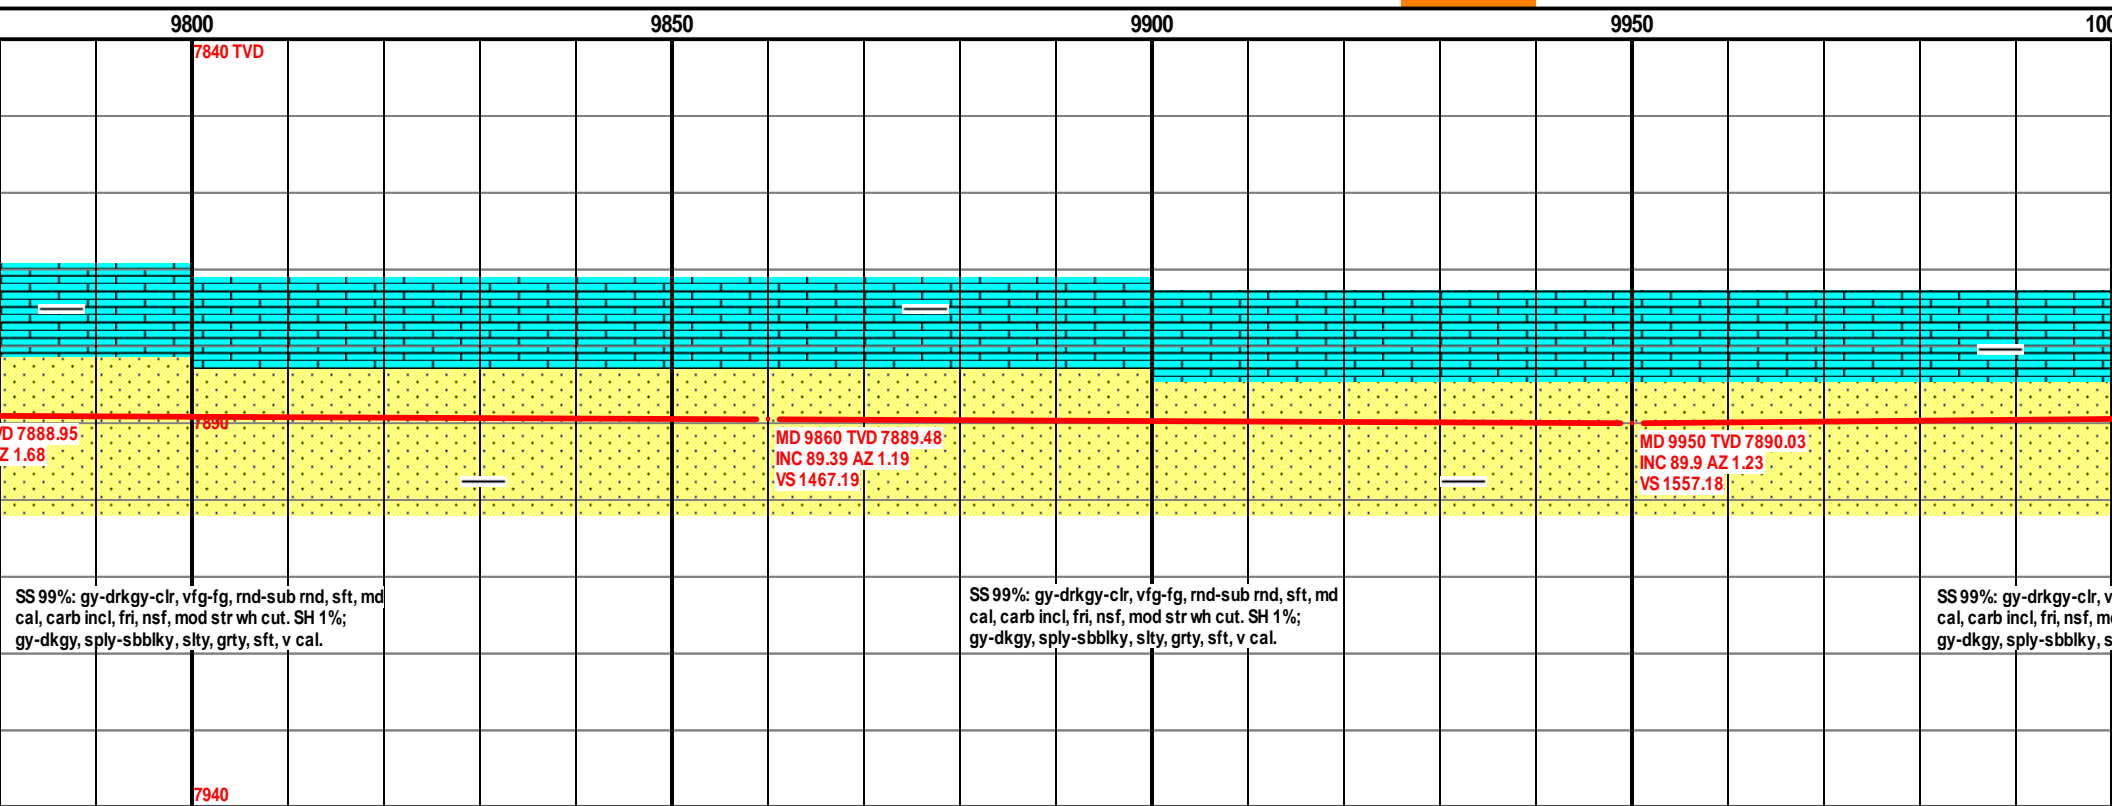 9800 9850 9900 9950 100
7840 TVD
7890
VD 7888.95
Z 1.68
MD 9860 TVD 7889.48
INC 89.39 AZ 1.19
VS 1467.19
MD 9950 TVD 7890.03
INC 89.9 AZ 1.23
VS 1557.18
SS 99%: gy-drkgy-clr, vfg-fg, rnd-sub rnd, sft, md
cal, carb incl, fri, nsf, mod str wh cut. SH 1%;
gy-dkgy, sply-sbblky, slty, grty, sft, v cal.
SS 99%: gy-drkgy-clr, vfg-fg, rnd-sub rnd, sft, md
cal, carb incl, fri, nsf, mod str wh cut. SH 1%;
gy-dkgy, sply-sbblky, slty, grty, sft, v cal.
SS 99%: gy-drkgy-clr, v
cal, carb incl, fri, nsf, m
gy-dkgy, sply-sbblky, s
7940